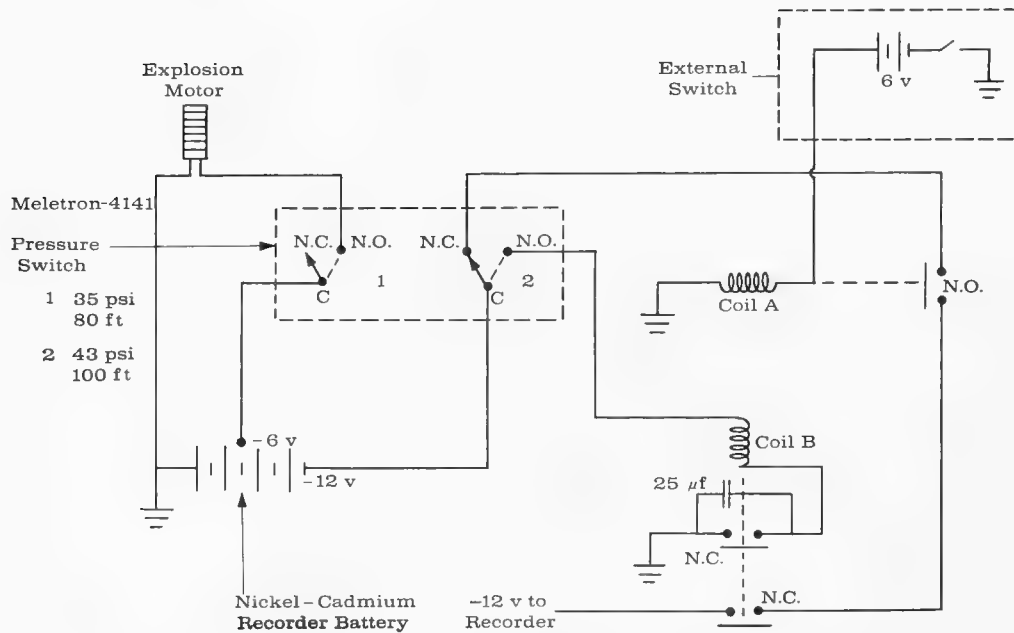 Explosion
Motor
External
Switch
6 v
Meletron-4141
Pressure
Switch
1 35 psi
80 ft
2 43 psi
100 ft
N.C.
N.O.
C
1
N.C.
N.O.
C
2
Coil A
N.O.
-6 v
-12 v
Coil B
25 μf
N.C.
N.C.
Nickel-Cadmium
Recorder Battery
-12 v to
Recorder